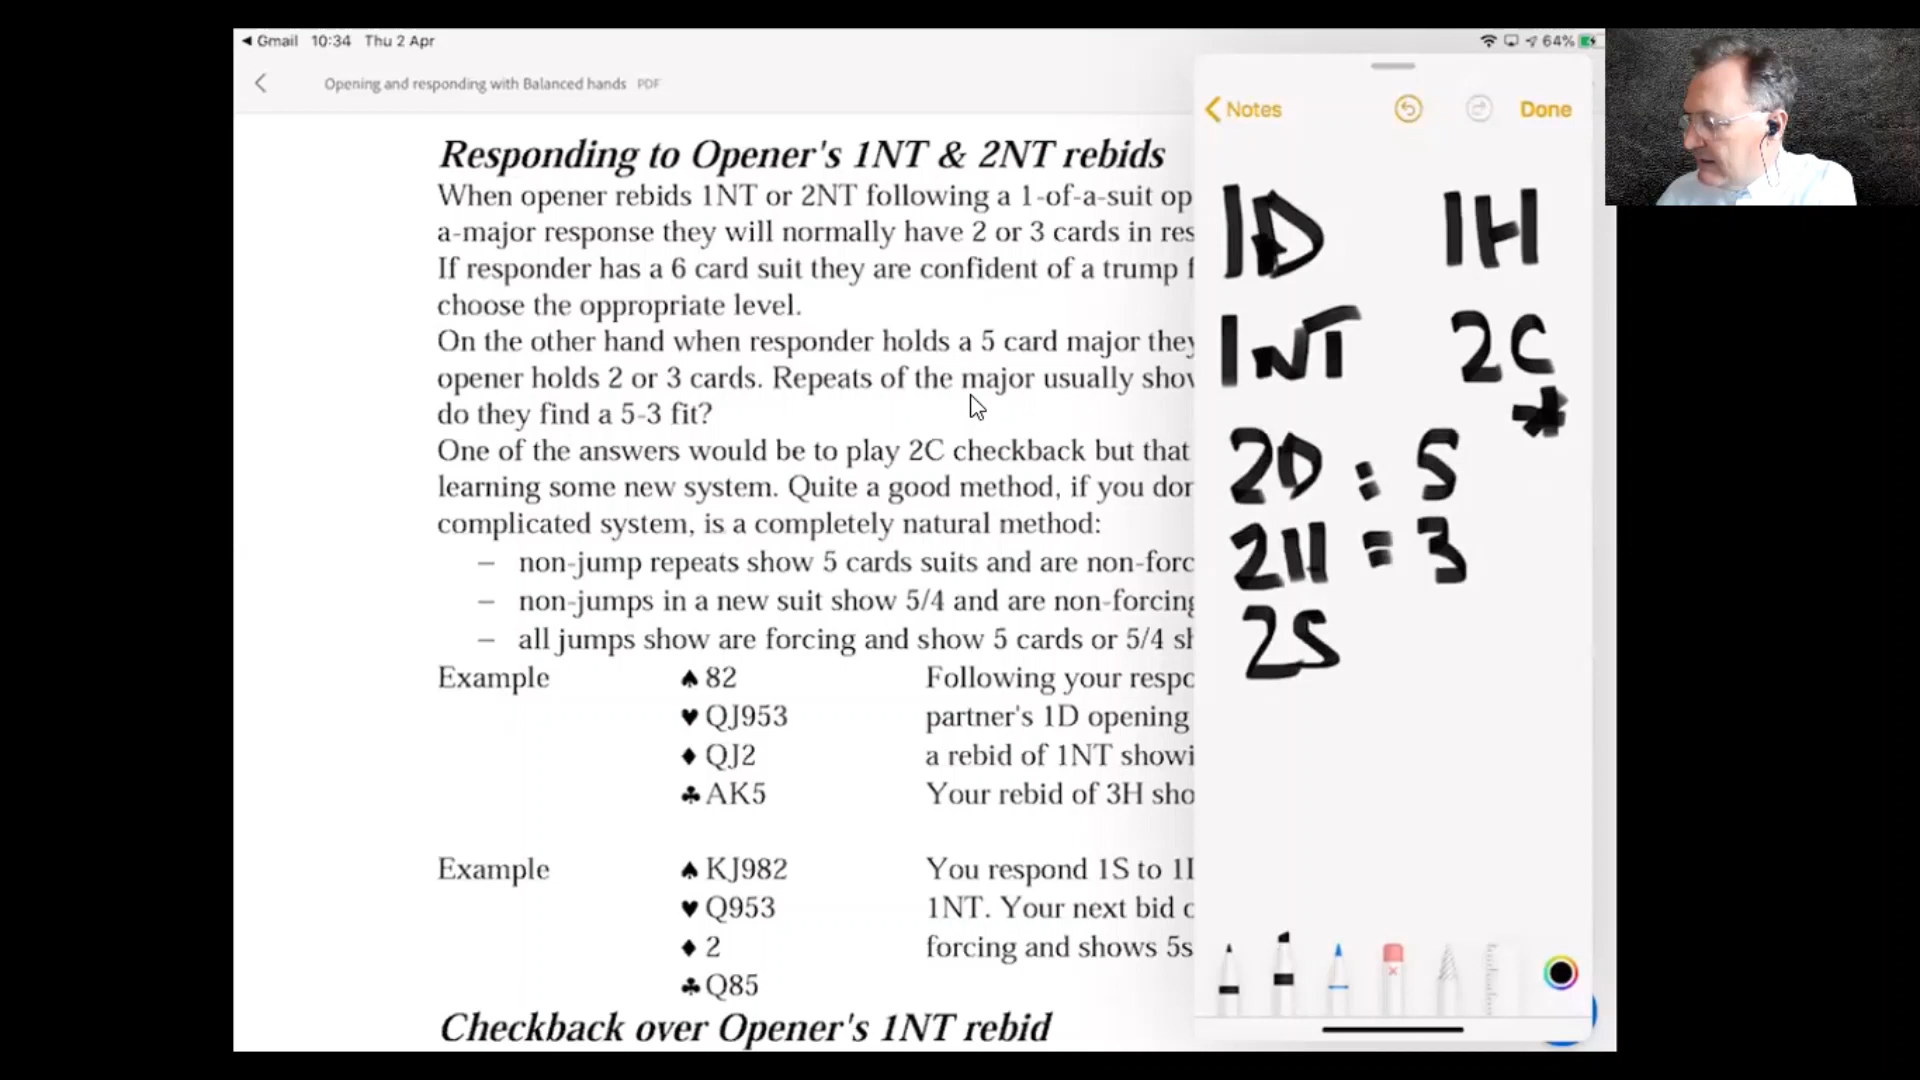 Gmail 10:34 Thu 2 Apr
64%
Opening and responding with Balanced hands PDF
Responding to Opener's 1NT & 2NT rebids
When opener rebids 1NT or 2NT following a 1-of-a-suit op
a-major response they will normally have 2 or 3 cards in res
If responder has a 6 card suit they are confident of a trump f
choose the oppropriate level.
On the other hand when responder holds a 5 card major they
opener holds 2 or 3 cards. Repeats of the major usually shov
do they find a 5-3 fit?
One of the answers would be to play 2C checkback but that
learning some new system. Quite a good method, if you dor
complicated system, is a completely natural method:
– non-jump repeats show 5 cards suits and are non-forc
– non-jumps in a new suit show 5/4 and are non-forcing
– all jumps show are forcing and show 5 cards or 5/4 sh
Example ♠ 82 Following your respo
♥ QJ953 partner's 1D opening
♦ QJ2 a rebid of 1NT showi
♣ AK5 Your rebid of 3H sho
Example ♠ KJ982 You respond 1S to 1I
♥ Q953 1NT. Your next bid o
♦ 2 forcing and shows 5s
♣ Q85
Checkback over Opener's 1NT rebid
Notes Done
1D 1H
1NT 2C
*
2D : 5
2H = 3
2S